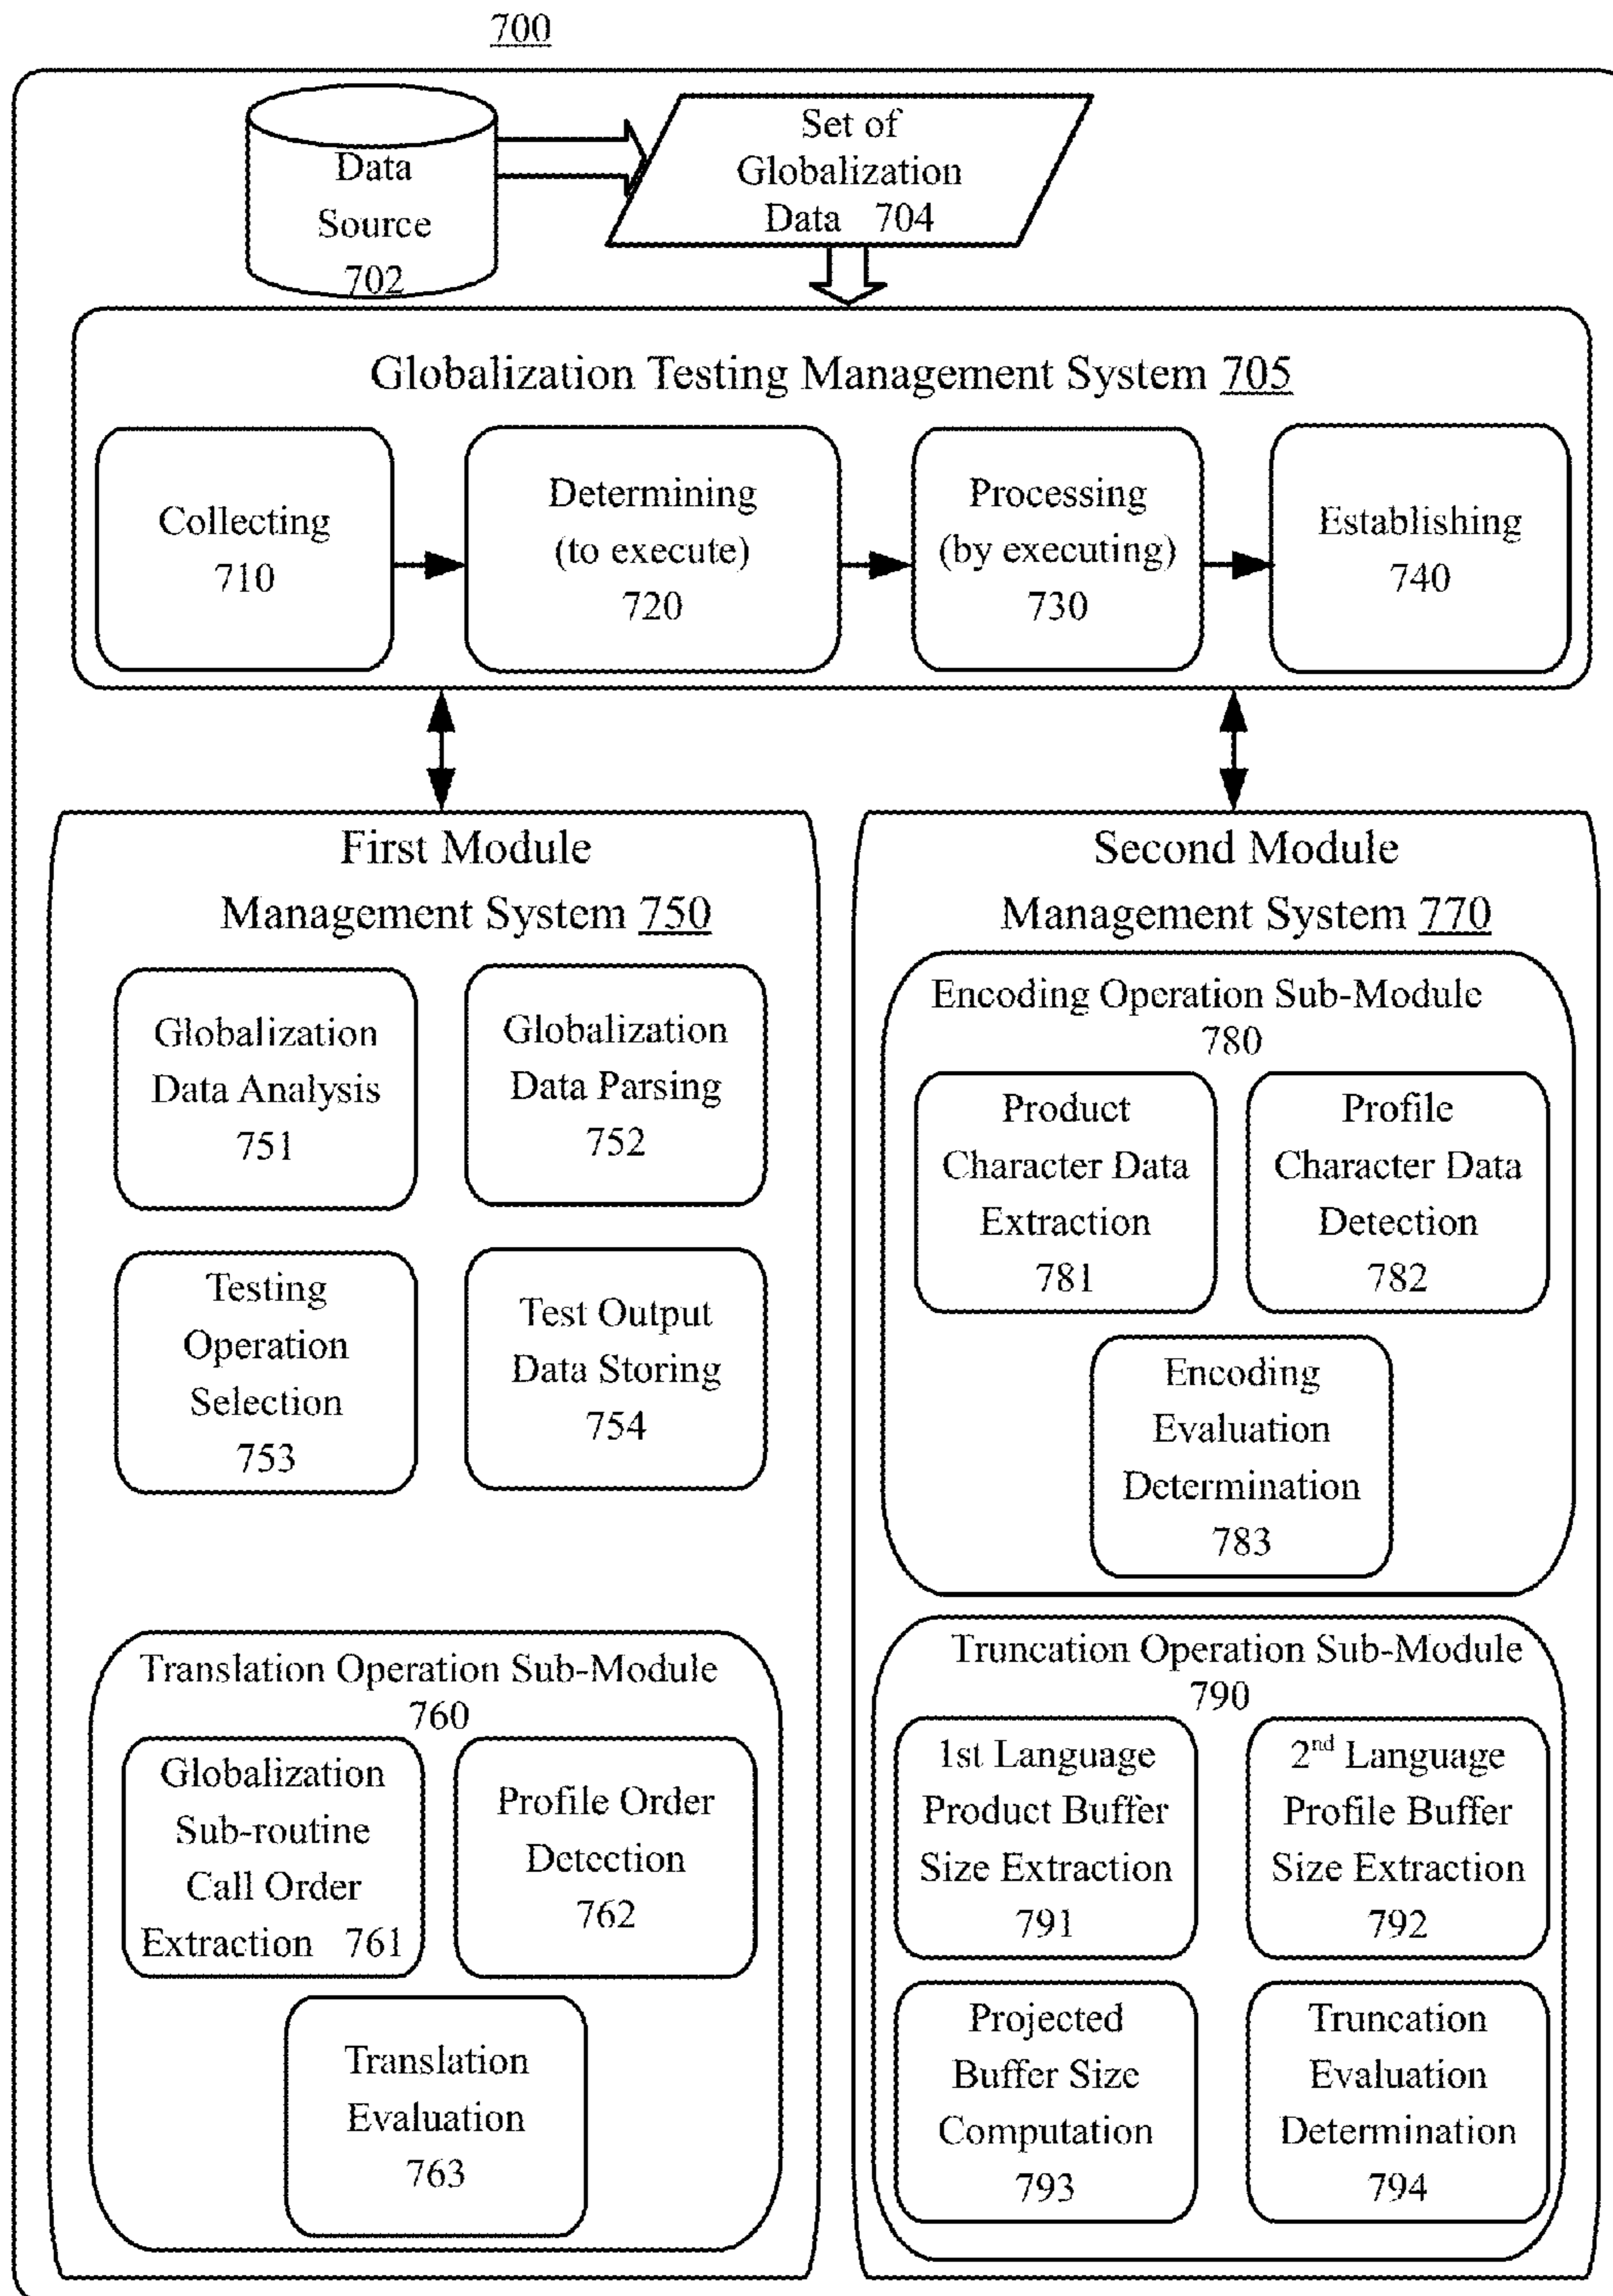 700
Data
Source
702
Set of
Globalization
Data 704
Globalization Testing Management System 705
Collecting
710
Determining
(to execute)
720
Processing
(by executing)
730
Establishing
740
First Module
Management System 750
Globalization
Data Analysis
751
Globalization
Data Parsing
752
Testing
Operation
Selection
753
Test Output
Data Storing
754
Translation Operation Sub-Module
760
Globalization
Sub-routine
Call Order
Extraction 761
Profile Order
Detection
762
Translation
Evaluation
763
Second Module
Management System 770
Encoding Operation Sub-Module
780
Product
Character Data
Extraction
781
Profile
Character Data
Detection
782
Encoding
Evaluation
Determination
783
Truncation Operation Sub-Module
790
1st Language
Product Buffer
Size Extraction
791
2nd Language
Profile Buffer
Size Extraction
792
Projected
Buffer Size
Computation
793
Truncation
Evaluation
Determination
794